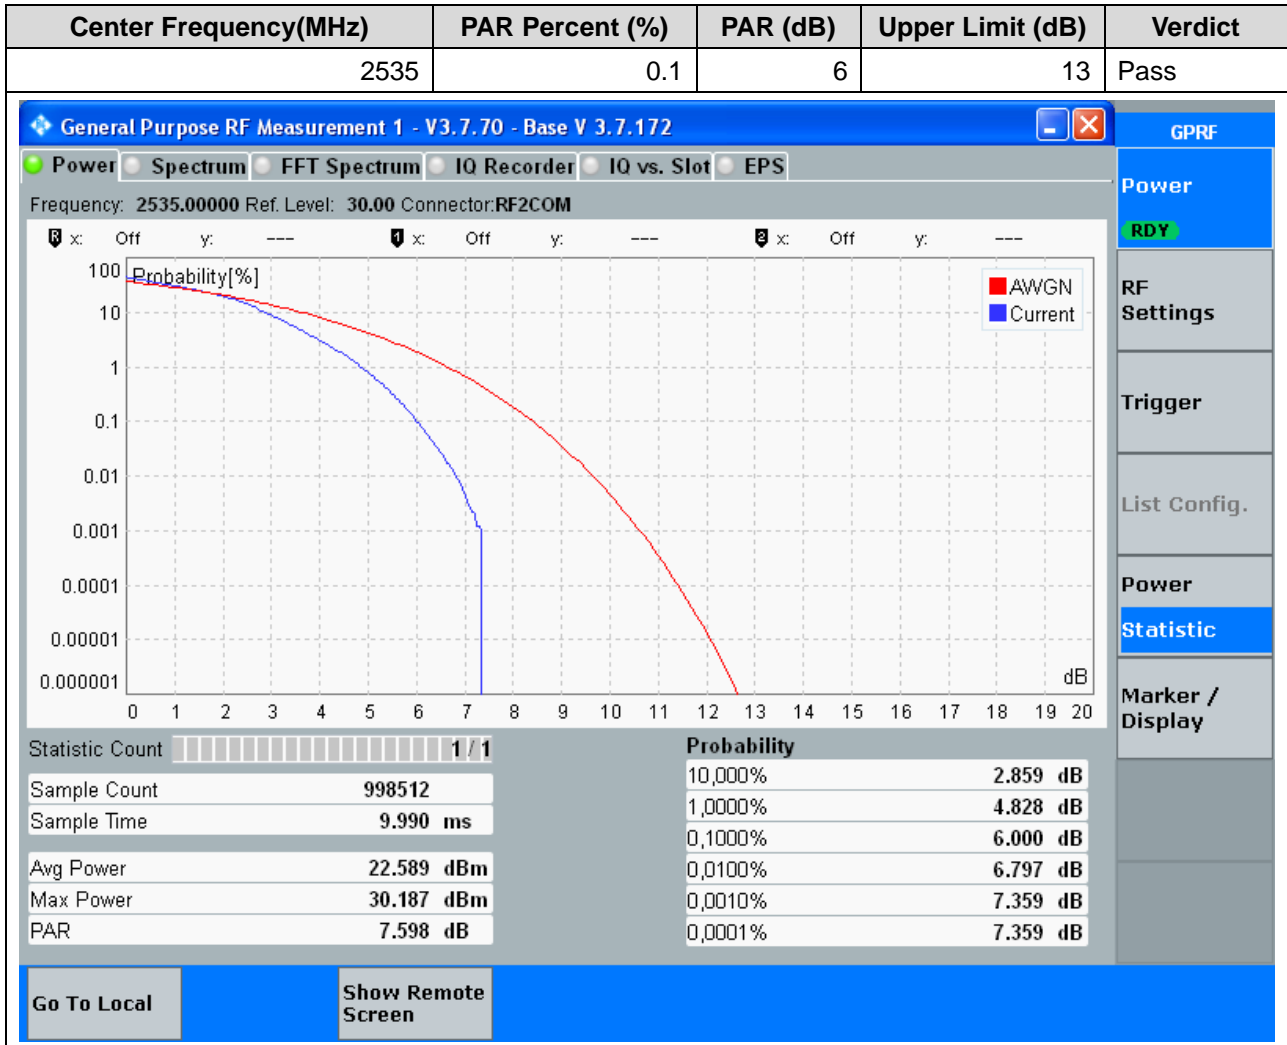 Center Frequency(MHz) PAR Percent (%) PAR (dB) Upper Limit (dB) Verdict
2535 0.1 6 13 Pass
General Purpose RF Measurement 1 - V3.7.70 - Base V 3.7.172
GPRF
Power Spectrum FFT Spectrum IQ Recorder IQ vs. Slot EPS
Frequency: 2535.00000 Ref. Level: 30.00 Connector:RF2COM
R x: Off y: --- 1 x: Off y: --- 2 x: Off y: ---
Probability[%]
AWGN
Current
100
10
1
0.1
0.01
0.001
0.0001
0.00001
0.000001
dB
0 1 2 3 4 5 6 7 8 9 10 11 12 13 14 15 16 17 18 19 20
Statistic Count 1 / 1
Sample Count 998512
Sample Time 9.990 ms
Avg Power 22.589 dBm
Max Power 30.187 dBm
PAR 7.598 dB
Probability
10,000% 2.859 dB
1,0000% 4.828 dB
0,1000% 6.000 dB
0,0100% 6.797 dB
0,0010% 7.359 dB
0,0001% 7.359 dB
Power
RDY
RF
Settings
Trigger
List Config.
Power
Statistic
Marker /
Display
Go To Local
Show Remote
Screen